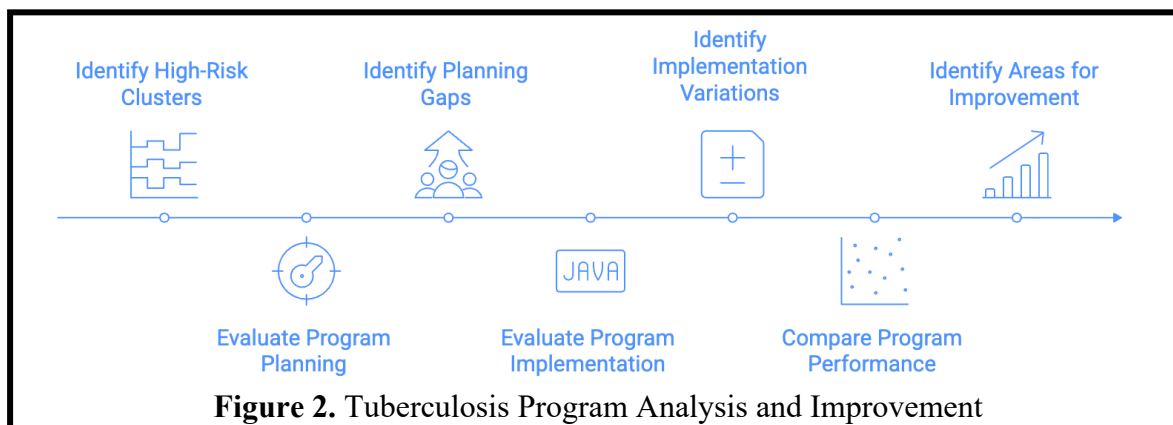 Identify High-Risk
Clusters
Identify Planning
Gaps
Identify
Implementation
Variations
Identify Areas for
Improvement
JAVA
Evaluate Program
Planning
Evaluate Program
Implementation
Compare Program
Performance
Figure 2. Tuberculosis Program Analysis and Improvement